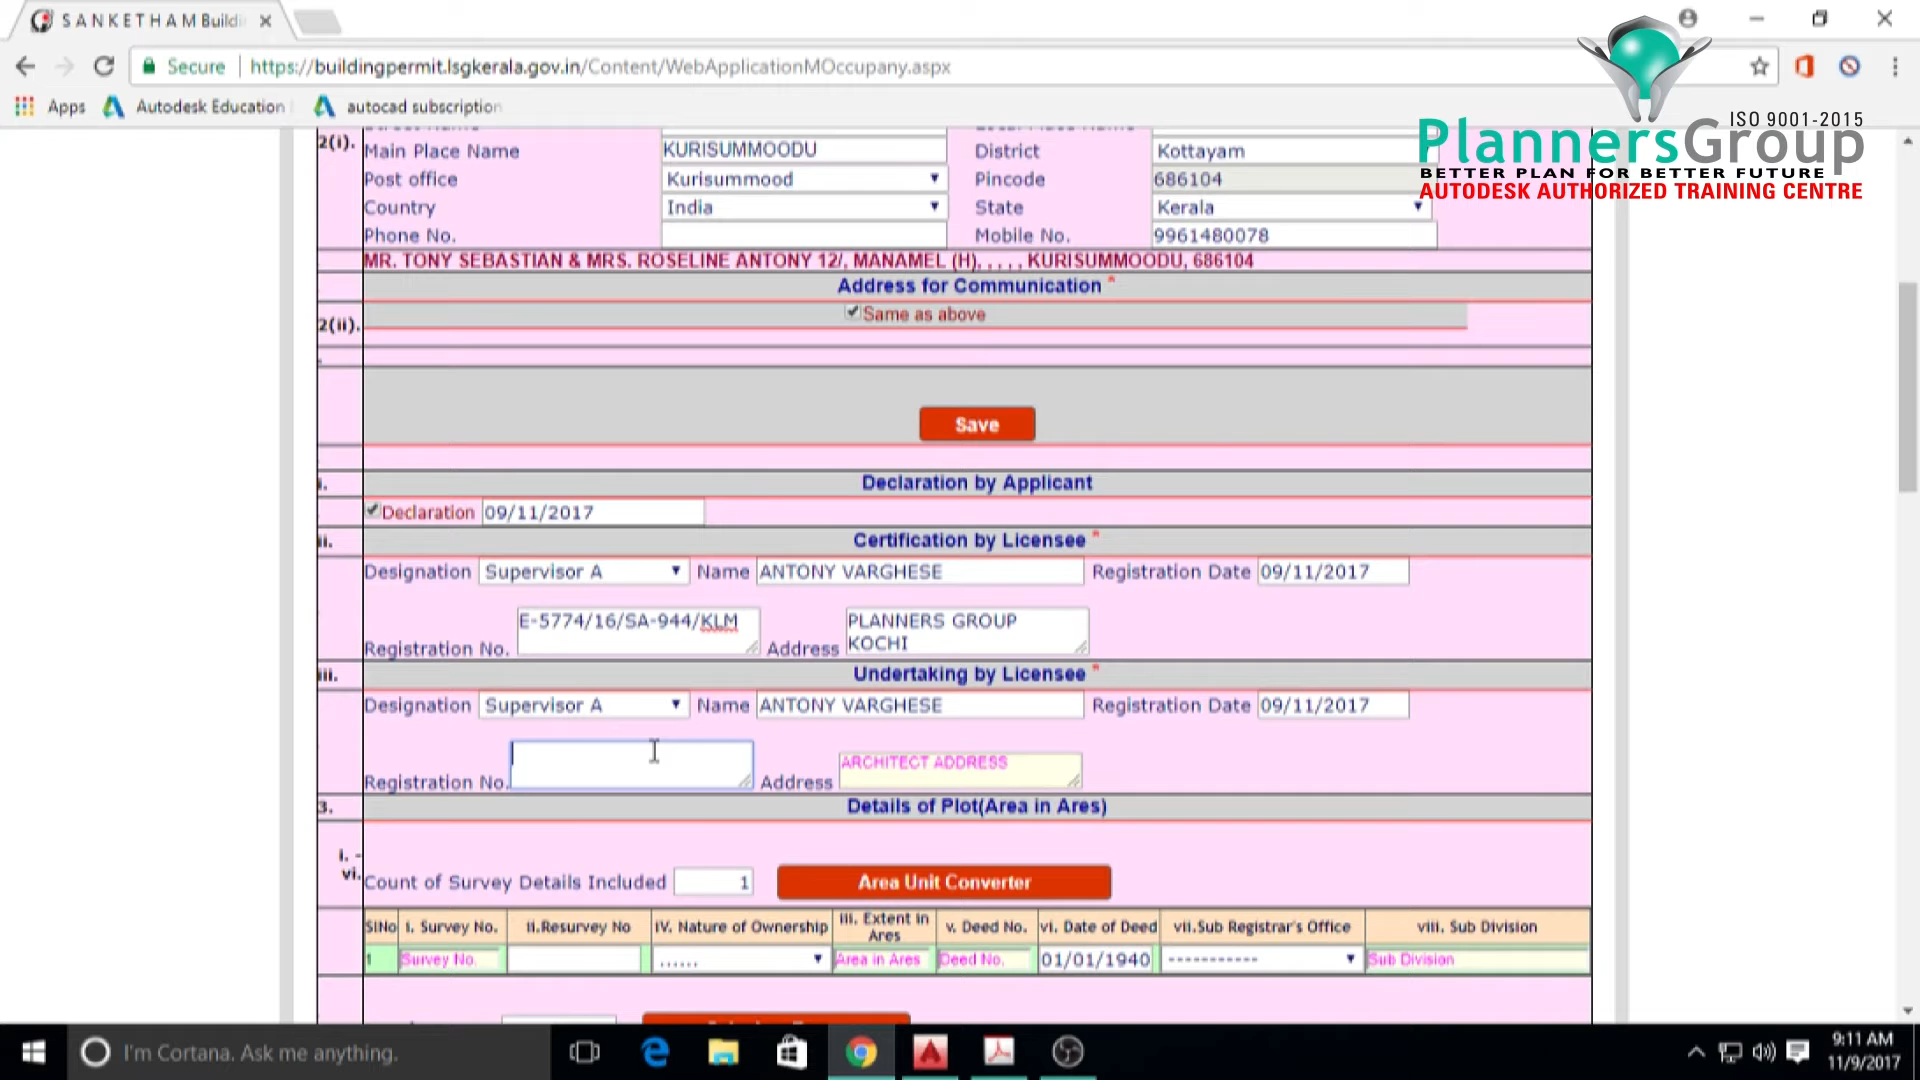 S A N K E T H A M Buildi
Secure | https://buildingpermit.lsgkerala.gov.in/Content/WebApplicationMOccupany.aspx
Apps Autodesk Education autocad subscription
ISO 9001-2015
PlannersGroup
BETTER PLAN FOR BETTER FUTURE
AUTODESK AUTHORIZED TRAINING CENTRE
2(i). Main Place Name KURISUMMOODU District Kottayam
Post office Kurisummood Pincode 686104
Country India State Kerala
Phone No. Mobile No. 9961480078
MR. TONY SEBASTIAN & MRS. ROSELINE ANTONY 12/, MANAMEL (H), , , , , KURISUMMOODU, 686104
Address for Communication *
2(ii). Same as above
Save
i. Declaration by Applicant
Declaration 09/11/2017
ii. Certification by Licensee *
Designation Supervisor A Name ANTONY VARGHESE Registration Date 09/11/2017
Registration No. E-5774/16/SA-944/KLM Address PLANNERS GROUP
KOCHI
iii. Undertaking by Licensee *
Designation Supervisor A Name ANTONY VARGHESE Registration Date 09/11/2017
Registration No. Address ARCHITECT ADDRESS
3. Details of Plot(Area in Ares)
i. -
vi. Count of Survey Details Included 1 Area Unit Converter
SlNo i. Survey No. ii.Resurvey No iV. Nature of Ownership iii. Extent in Ares v. Deed No. vi. Date of Deed vii.Sub Registrar's Office viii. Sub Division
1 Survey No. ...... Area in Ares Deed No. 01/01/1940 ----------- Sub Division
I'm Cortana. Ask me anything.
9:11 AM
11/9/2017